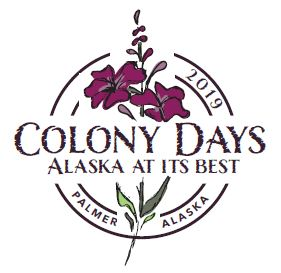 2019
COLONY DAYS
ALASKA AT ITS BEST
PALMER ALASKA